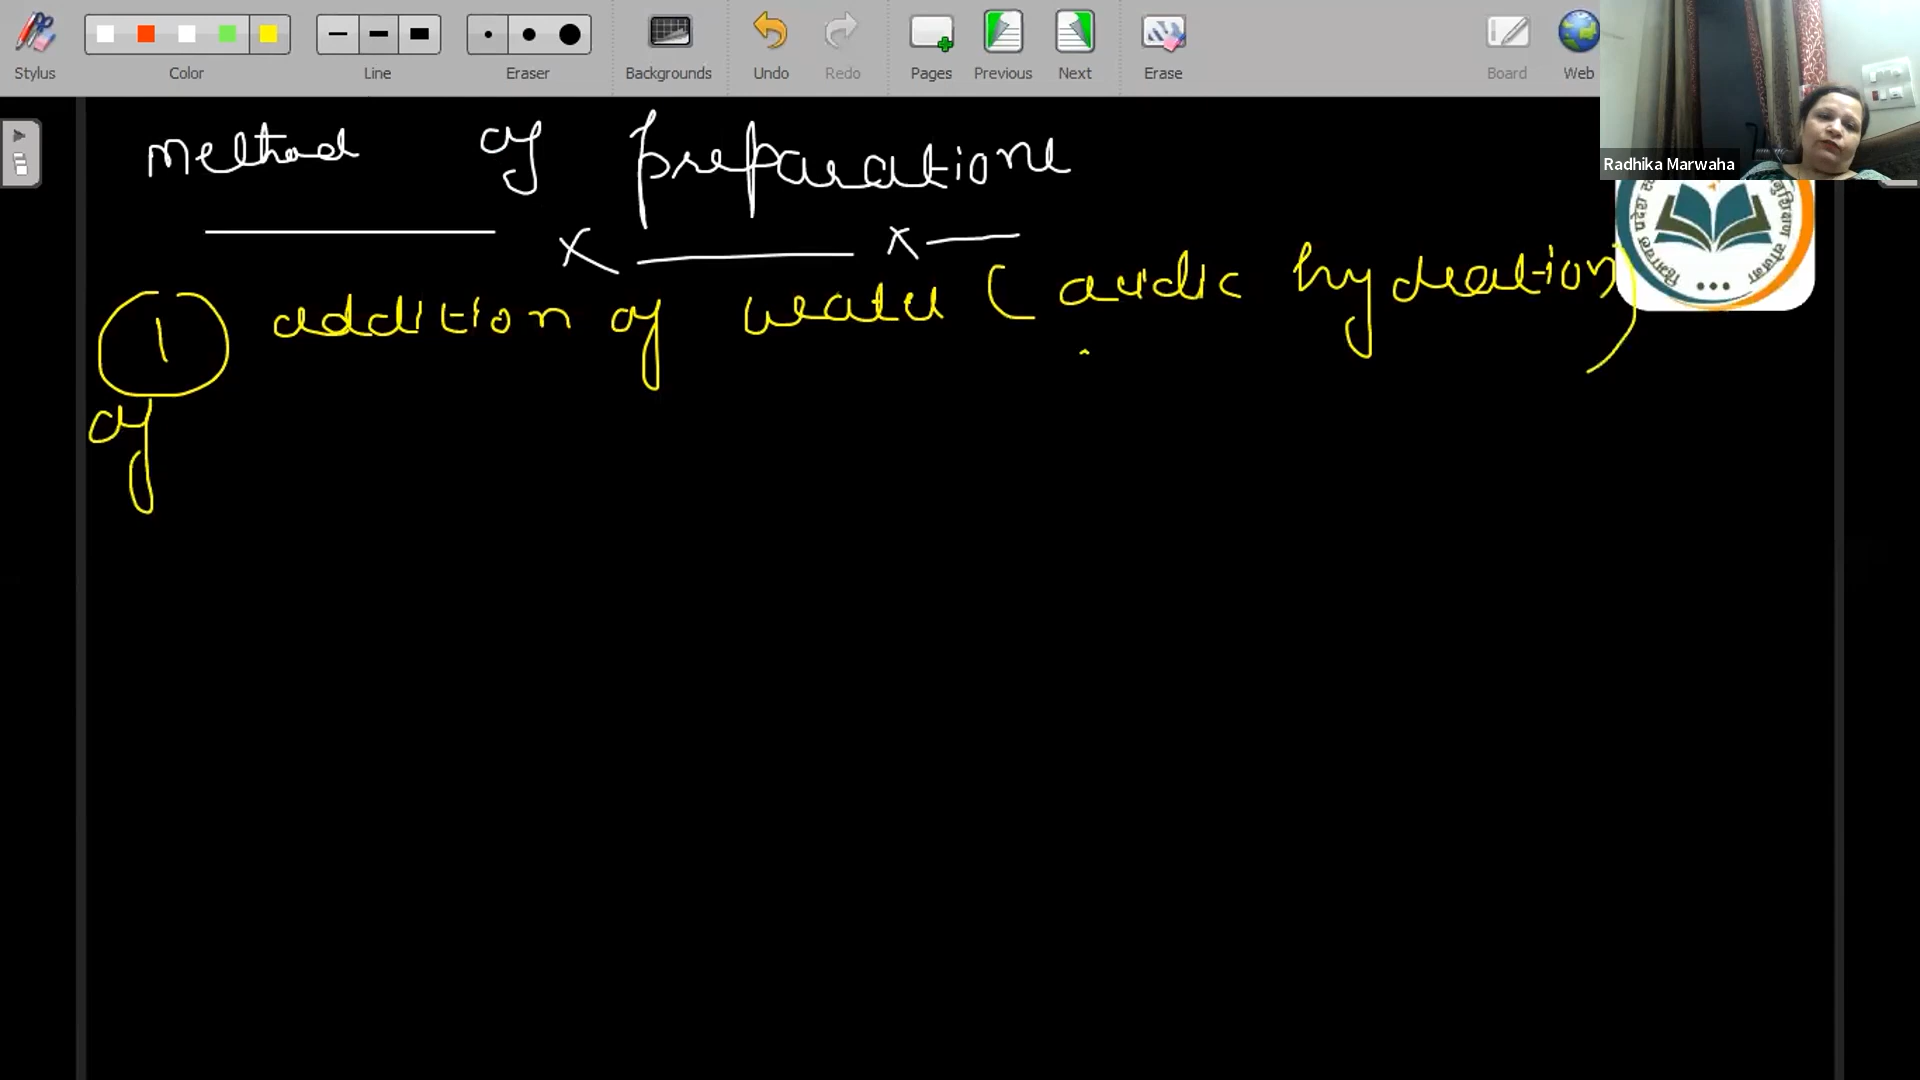 Stylus Color Line Eraser Backgrounds Undo Redo Pages Previous Next Erase Board Web
Radhika Marwaha
Method of preparations
x x
1 addition of water (acidic hydration)
of